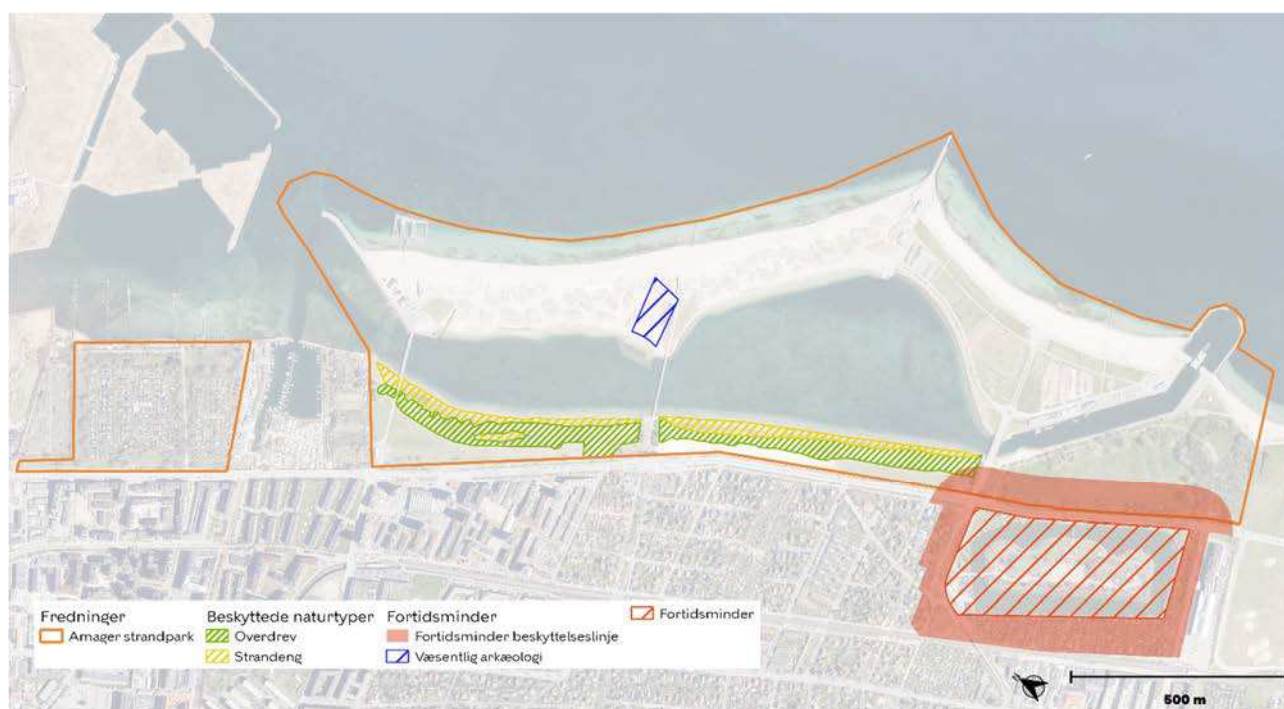 Fredninger
Amager strandpark
Beskyttede naturtyper
Overdrev
Strandeng
Fortidsminder
Fortidsminder beskyttelseslinje
Væsentlig arkæologi
Fortidsminder
500 m